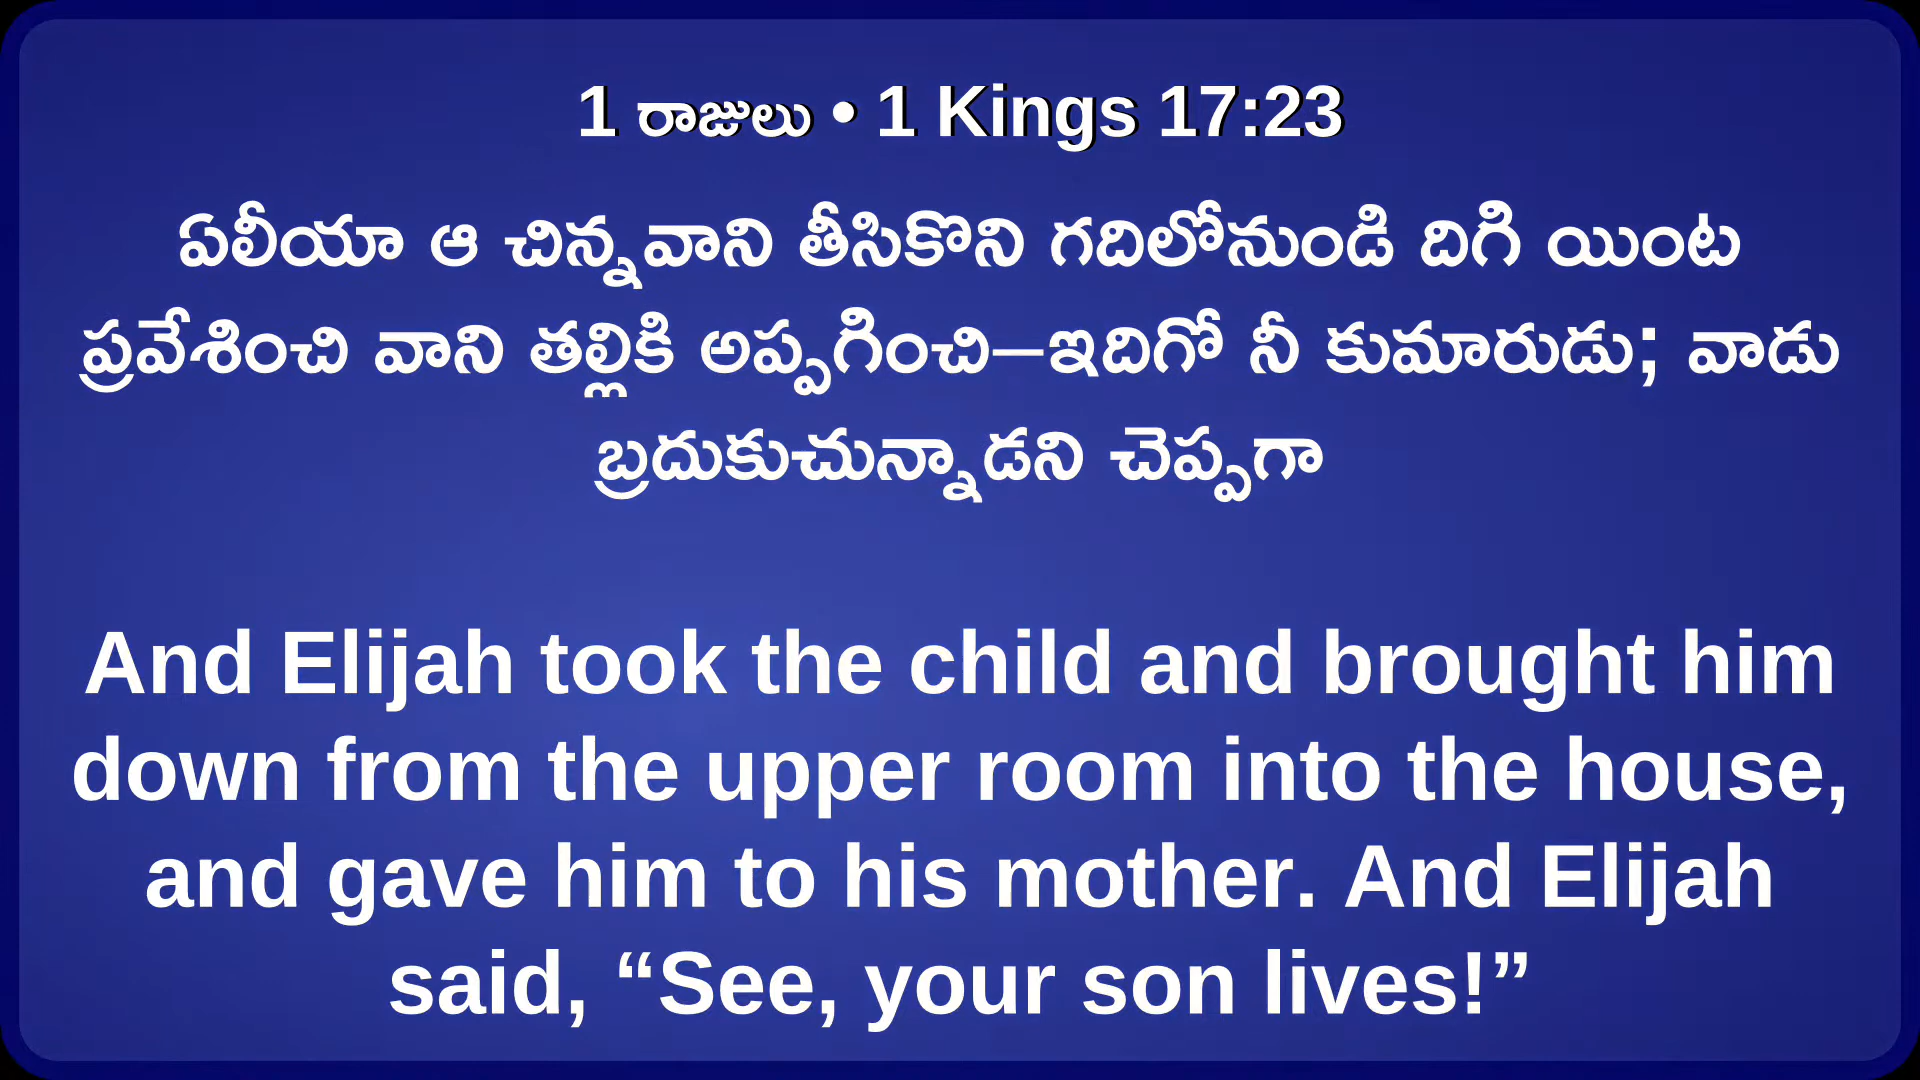 1 రాజులు • 1 Kings 17:23
ఏలీయా ఆ చిన్నవాని తీసికొని గదిలోనుండి దిగి యింట
ప్రవేశించి వాని తల్లికి అప్పగించి—ఇదిగో నీ కుమారుడు; వాడు
బ్రదుకుచున్నాడని చెప్పగా
And Elijah took the child and brought him
down from the upper room into the house,
and gave him to his mother. And Elijah
said, “See, your son lives!”